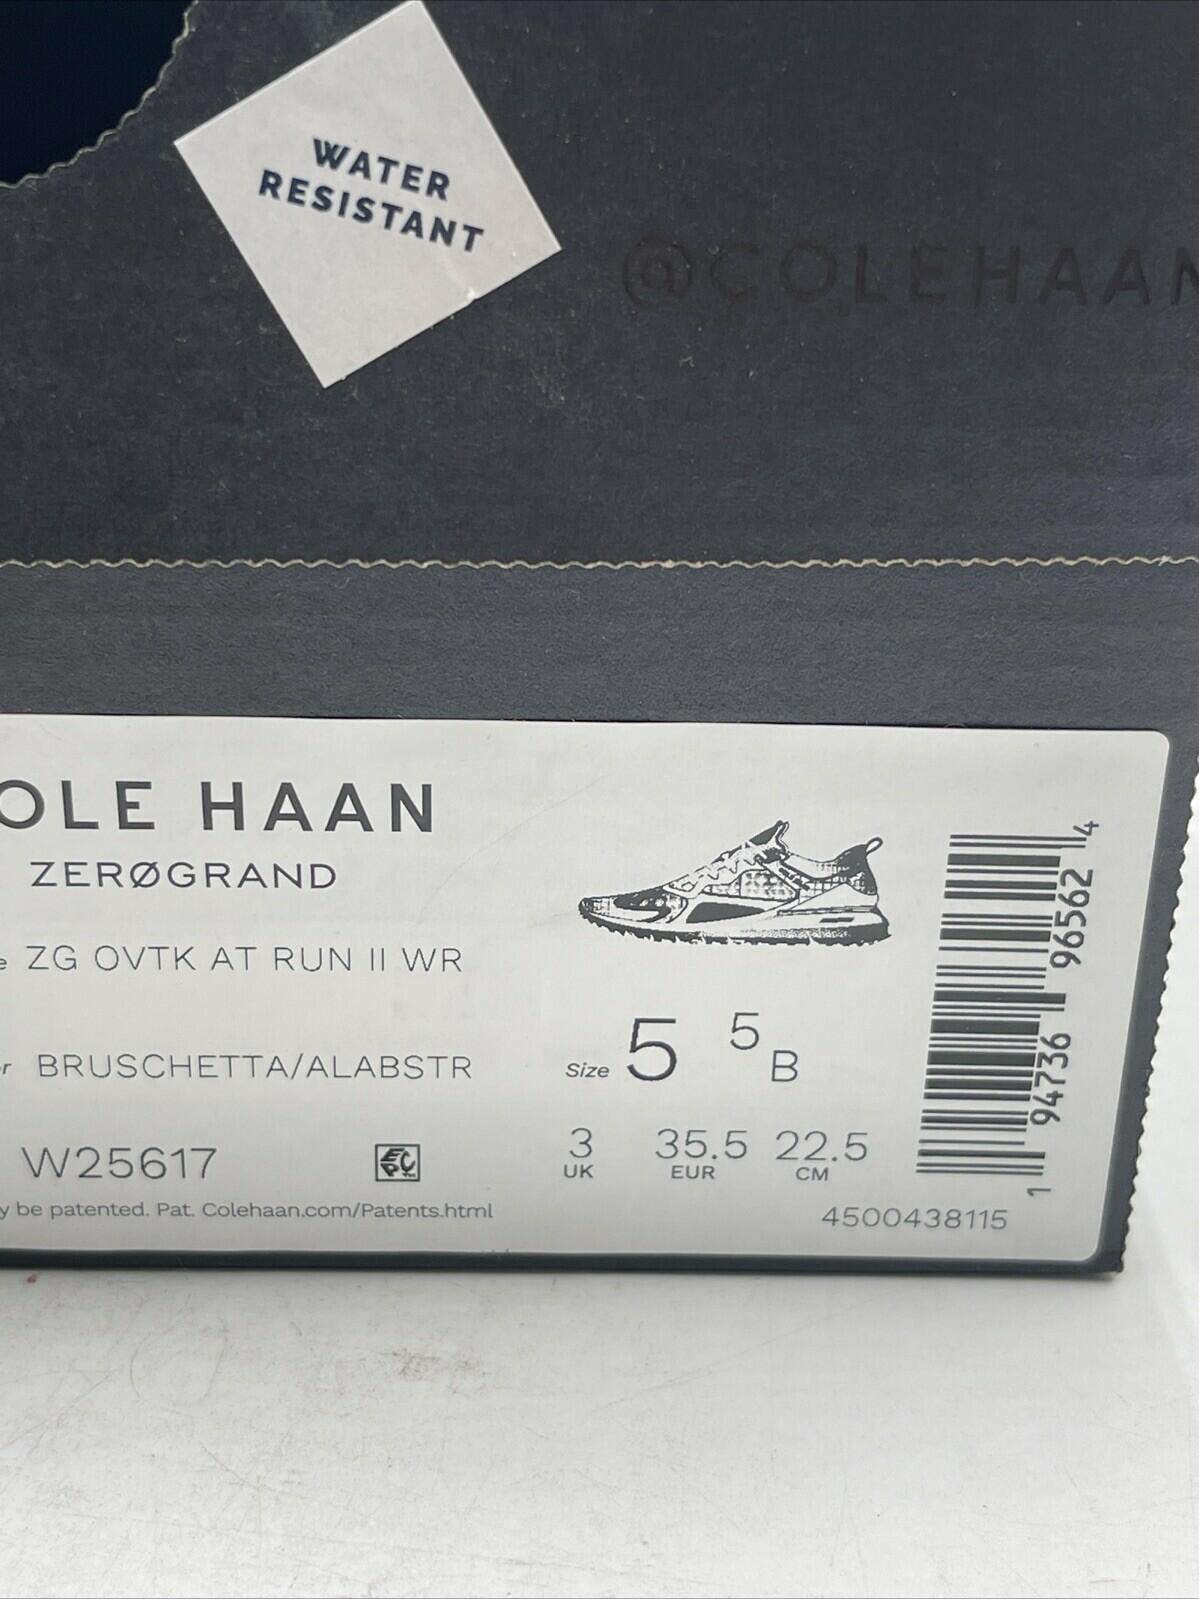 WATER
RESISTANT
@COLEHAAN
OLE HAAN
ZERØGRAND
e ZG OVTK AT RUN II WR
r BRUSCHETTA/ALABSTR
Size 5 5 B
W25617
3 35.5 22.5
UK EUR CM
y be patented. Pat. Colehaan.com/Patents.html
4500438115
1 94736 96562 4